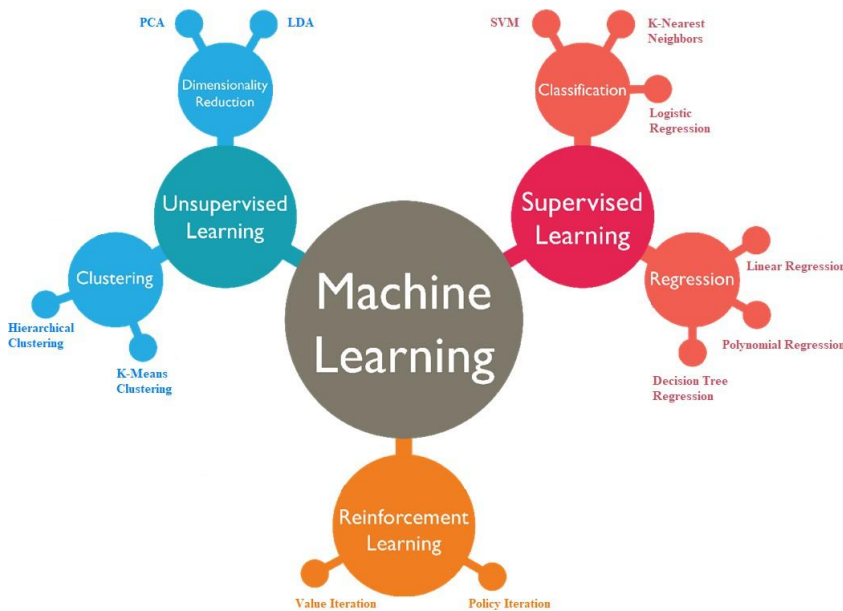 PCA
LDA
Dimensionality
Reduction
Unsupervised
Learning
Clustering
Hierarchical
Clustering
K-Means
Clustering
SVM
K-Nearest
Neighbors
Classification
Logistic
Regression
Supervised
Learning
Regression
Linear Regression
Polynomial Regression
Decision Tree
Regression
Machine
Learning
Reinforcement
Learning
Value Iteration
Policy Iteration